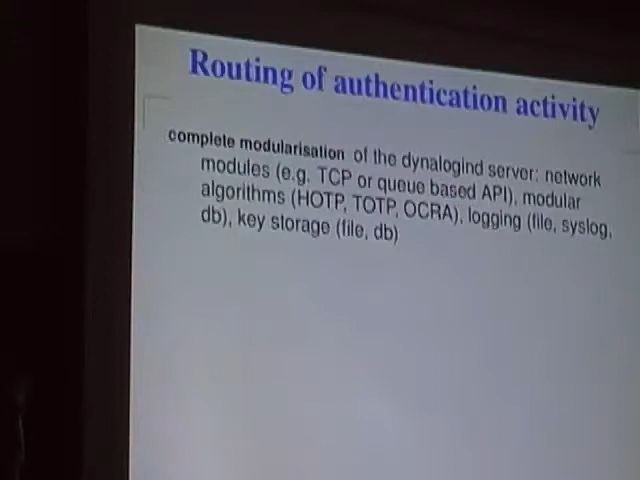 Routing of authentication activity
complete modularisation of the dynalogind server: network
modules (e.g. TCP or queue based API), modular
algorithms (HOTP, TOTP, OCRA), logging (file, syslog,
db), key storage (file, db)